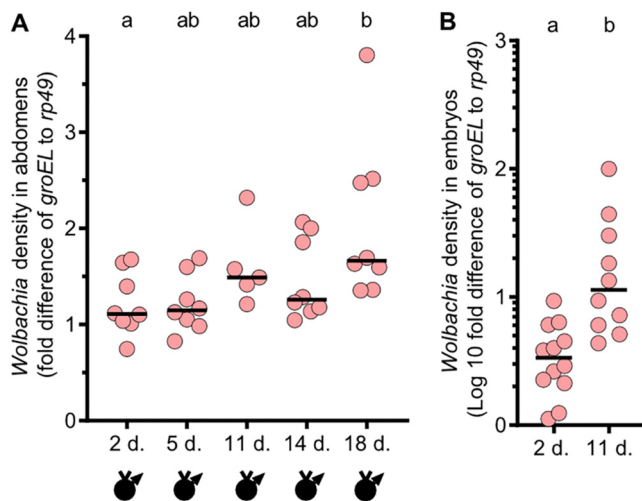 A
a ab ab ab b
Wolbachia density in abdomens
(fold difference of groEL to rp49)
4
3
2
1
0
2 d. 5 d. 11 d. 14 d. 18 d.
B
a b
Wolbachia density in embryos
(Log 10 fold difference of groEL to rp49)
3
2
1
0
2 d. 11 d.